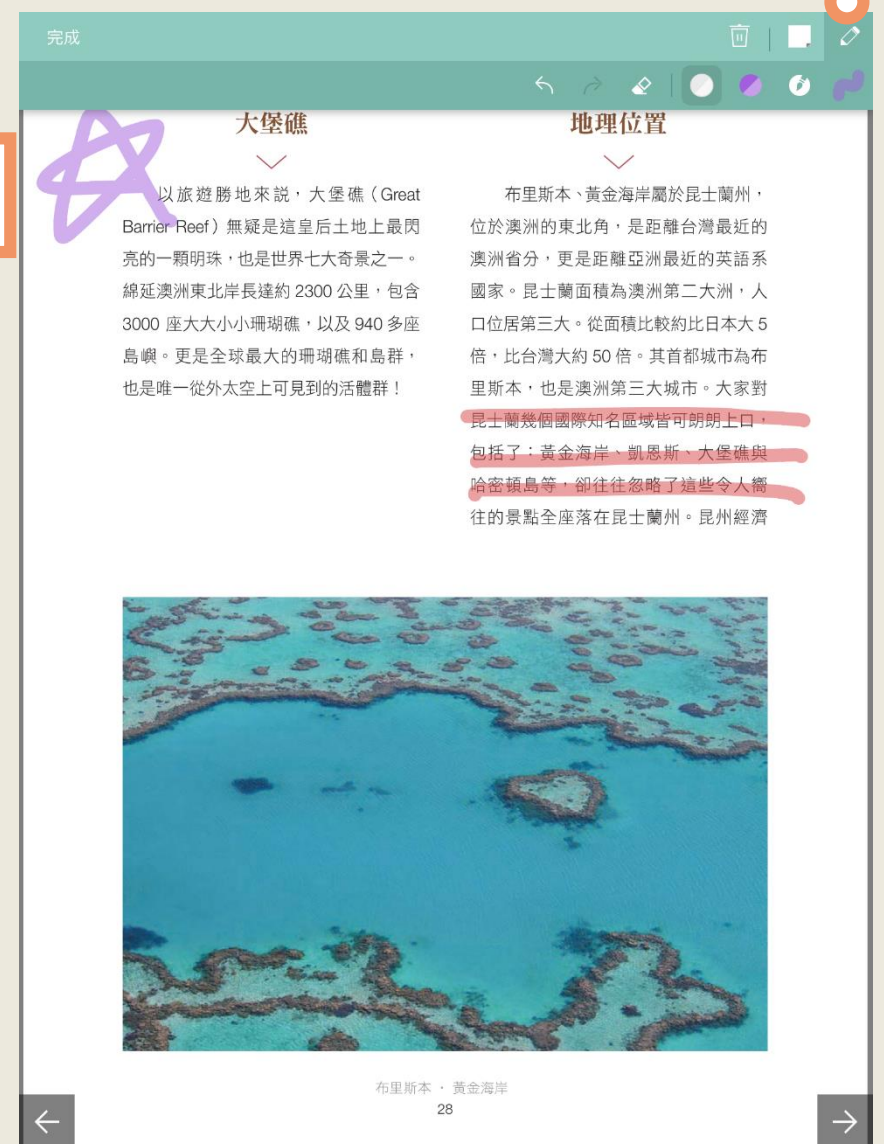 完成
大堡礁
以旅遊勝地來說，大堡礁（Great
Barrier Reef）無疑是這皇后土地上最閃
亮的一顆明珠，也是世界七大奇景之一。
綿延澳洲東北岸長達約 2300 公里，包含
3000 座大大小小珊瑚礁，以及 940 多座
島嶼。更是全球最大的珊瑚礁和島群，
也是唯一從外太空上可見到的活體群！
地理位置
布里斯本、黃金海岸屬於昆士蘭州，
位於澳洲的東北角，是距離台灣最近的
澳洲省分，更是距離亞洲最近的英語系
國家。昆士蘭面積為澳洲第二大洲，人
口位居第三大。從面積比較約比日本大 5
倍，比台灣大約 50 倍。其首都城市為布
里斯本，也是澳洲第三大城市。大家對
昆士蘭幾個國際知名區域皆可朗朗上口，
包括了：黃金海岸、凱恩斯、大堡礁與
哈密頓島等，卻往往忽略了這些令人嚮
往的景點全座落在昆士蘭州。昆州經濟
布里斯本 · 黃金海岸
28